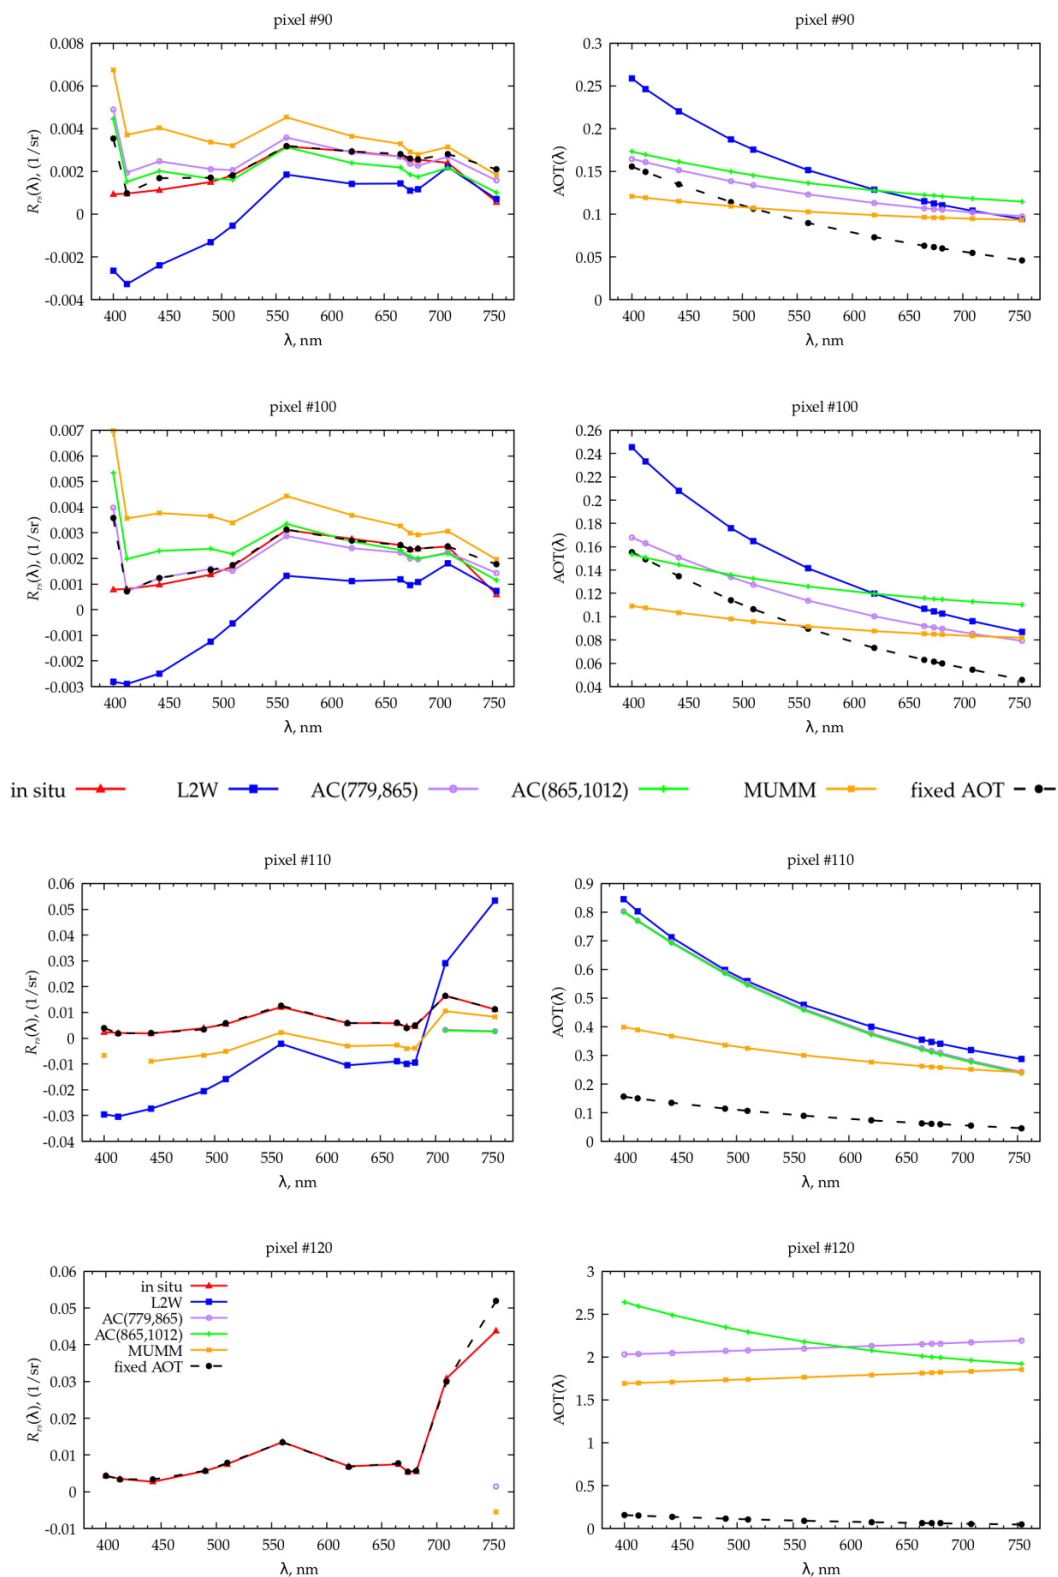 pixel #90
0.008
0.006
0.004
0.002
0
-0.002
-0.004
Rrs(λ), (1/sr)
400 450 500 550 600 650 700 750
λ, nm
pixel #90
0.3
0.25
0.2
0.15
0.1
0.05
0
AOT(λ)
400 450 500 550 600 650 700 750
λ, nm
pixel #100
0.007
0.006
0.005
0.004
0.003
0.002
0.001
0
-0.001
-0.002
-0.003
Rrs(λ), (1/sr)
400 450 500 550 600 650 700 750
λ, nm
pixel #100
0.26
0.24
0.22
0.2
0.18
0.16
0.14
0.12
0.1
0.08
0.06
0.04
AOT(λ)
400 450 500 550 600 650 700 750
λ, nm
in situ L2W AC(779,865) AC(865,1012) MUMM fixed AOT
pixel #110
0.06
0.05
0.04
0.03
0.02
0.01
0
-0.01
-0.02
-0.03
-0.04
Rrs(λ), (1/sr)
400 450 500 550 600 650 700 750
λ, nm
pixel #110
0.9
0.8
0.7
0.6
0.5
0.4
0.3
0.2
0.1
0
AOT(λ)
400 450 500 550 600 650 700 750
λ, nm
pixel #120
0.06
0.05
0.04
0.03
0.02
0.01
0
-0.01
Rrs(λ), (1/sr)
in situ
L2W
AC(779,865)
AC(865,1012)
MUMM
fixed AOT
400 450 500 550 600 650 700 750
λ, nm
pixel #120
3
2.5
2
1.5
1
0.5
0
AOT(λ)
400 450 500 550 600 650 700 750
λ, nm